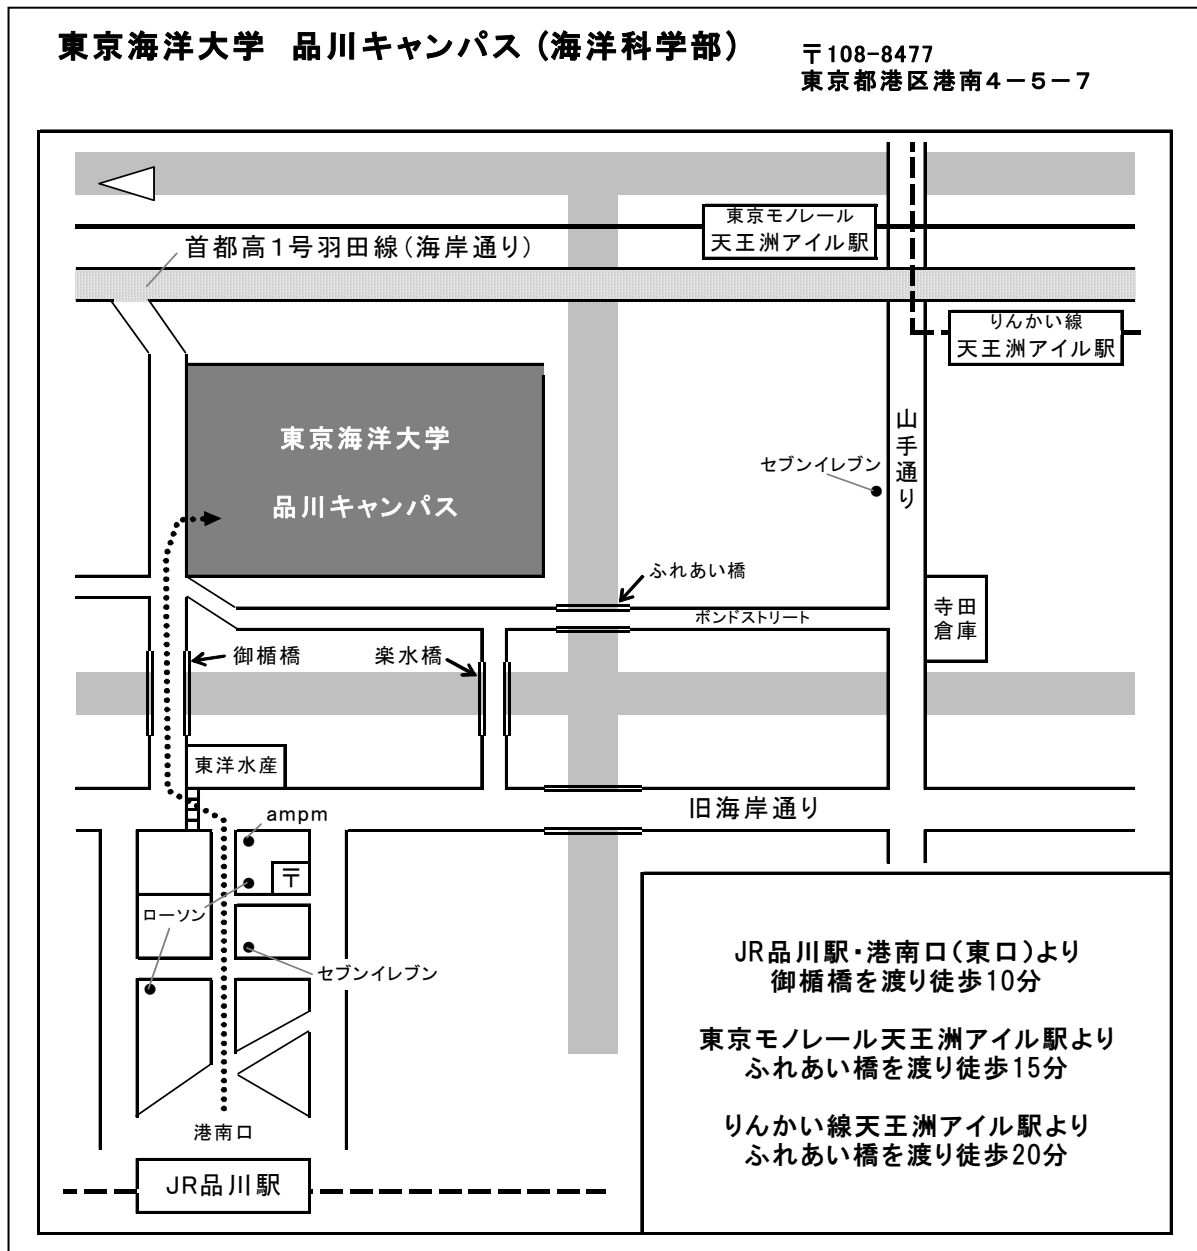 東京海洋大学 品川キャンパス(海洋科学部)
〒108-8477
東京都港区港南4-5-7
東京モノレール
天王洲アイル駅
首都高1号羽田線(海岸通り)
りんかい線
天王洲アイル駅
東京海洋大学
品川キャンパス
山手通り
セブンイレブン
ふれあい橋
ボンドストリート
寺田
倉庫
御楯橋
楽水橋
東洋水産
旧海岸通り
ampm
〒
ローソン
セブンイレブン
港南口
JR品川駅
JR品川駅・港南口(東口)より
御楯橋を渡り徒歩10分
東京モノレール天王洲アイル駅より
ふれあい橋を渡り徒歩15分
りんかい線天王洲アイル駅より
ふれあい橋を渡り徒歩20分